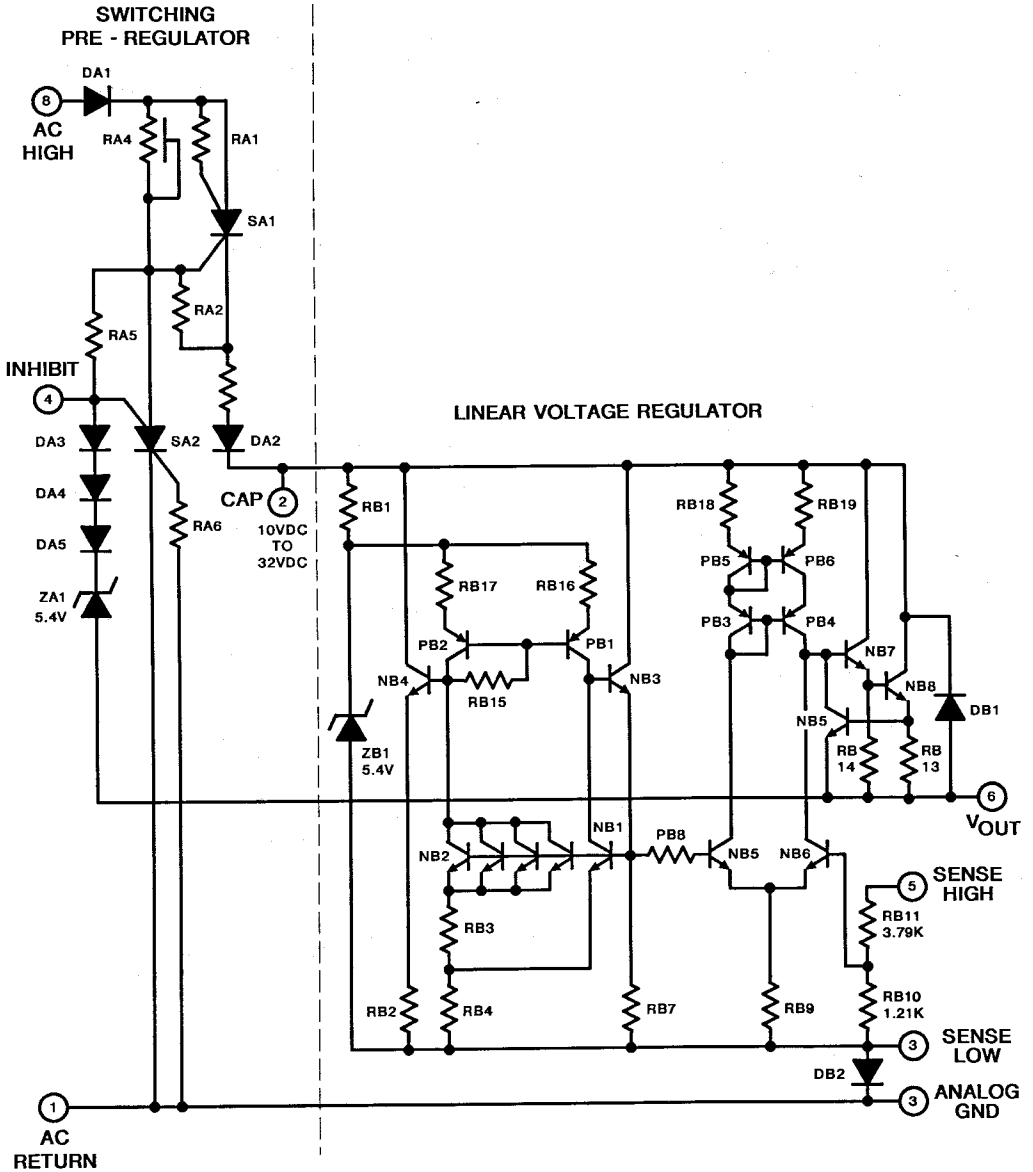 SWITCHING
PRE - REGULATOR
DA1
8
AC
HIGH
RA4
RA1
SA1
RA2
RA5
INHIBIT
4
DA3
SA2
DA2
DA4
DA5
RA6
ZA1
5.4V
CAP
2
10VDC
TO
32VDC
LINEAR VOLTAGE REGULATOR
RB1
RB18
RB19
RB17
RB16
PB5
PB6
PB3
PB4
PB2
PB1
NB4
NB3
RB15
NB7
NB8
NB5
DB1
ZB1
5.4V
RB
14
RB
13
6
VOUT
NB2
NB1
PB8
NB5
NB6
5
SENSE
HIGH
RB11
3.79K
RB3
RB2
RB4
RB7
RB9
RB10
1.21K
3
SENSE
LOW
DB2
3
ANALOG
GND
1
AC
RETURN